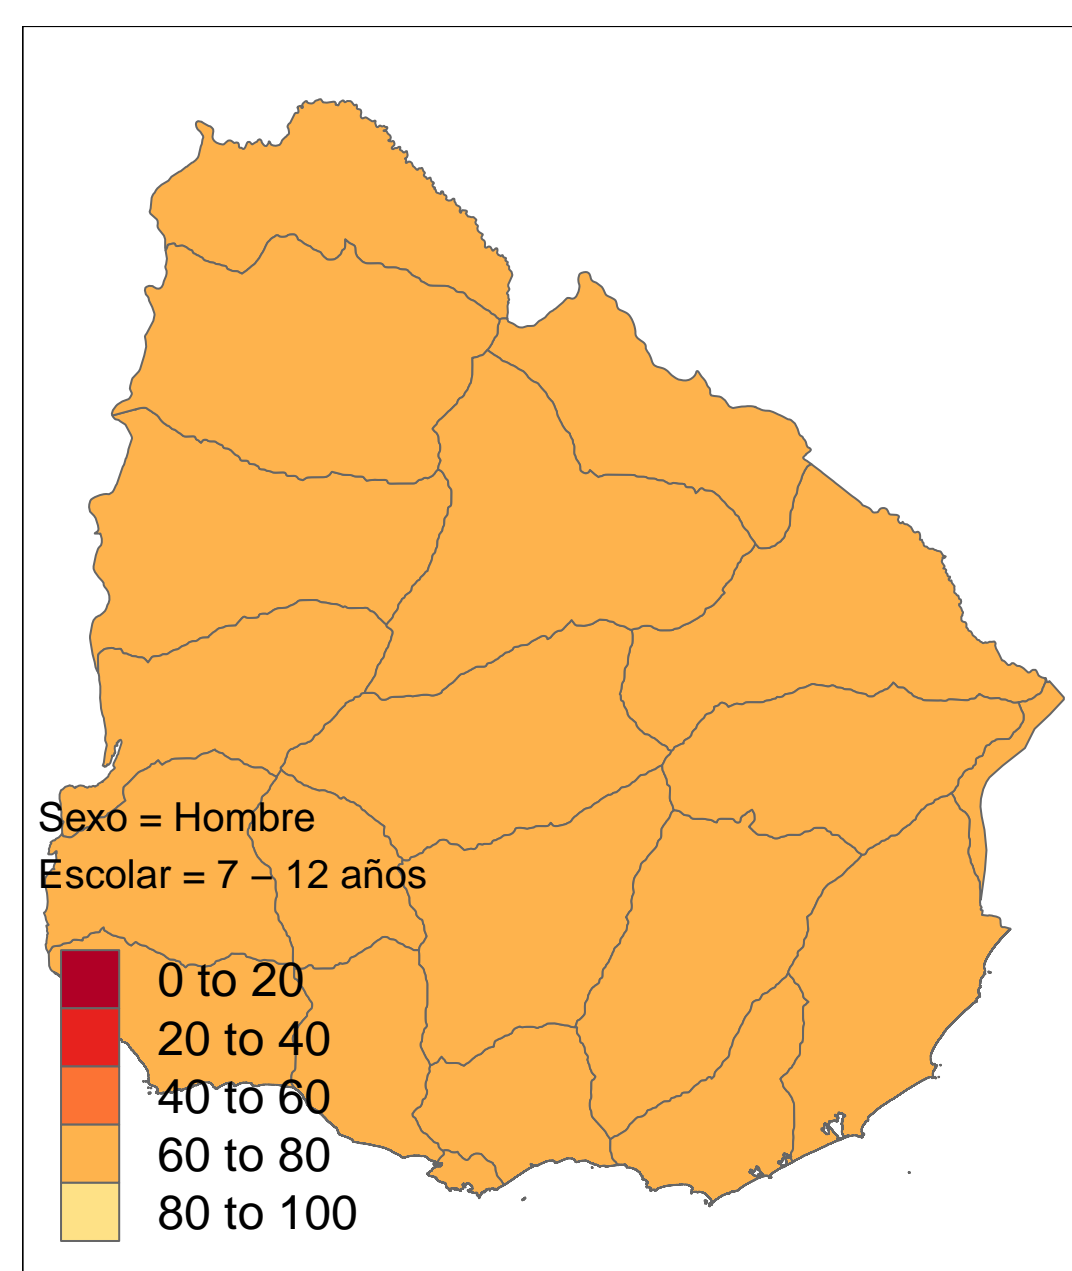 Sexo = Hombre
Escolar = 7 – 12 años
0 to 20
20 to 40
40 to 60
60 to 80
80 to 100